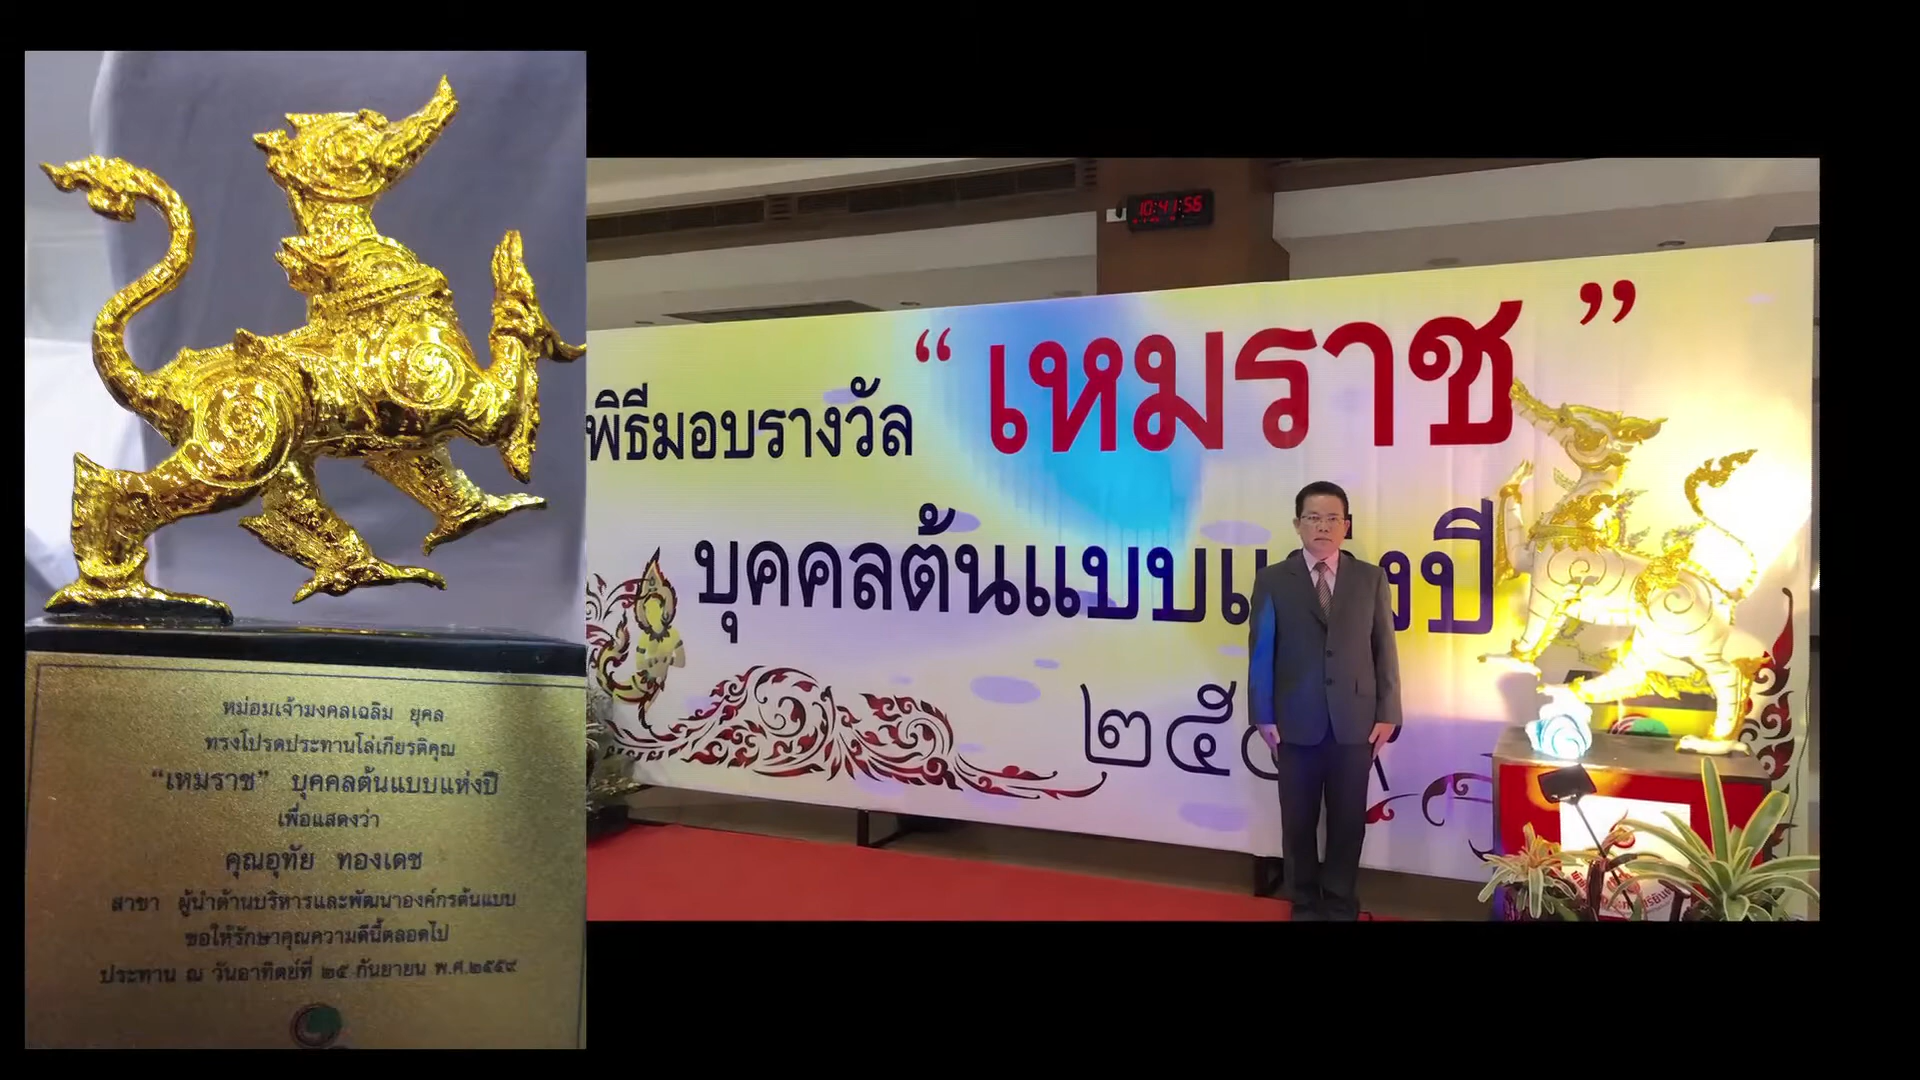 หม่อมเจ้ามงคลเฉลิม ยุคล
ทรงโปรดประทานโล่เกียรติคุณ
“เหมราช” บุคคลต้นแบบแห่งปี
เพื่อแสดงว่า
คุณอุทัย ทองเดช
สาขา ผู้นำด้านบริหารและพัฒนาองค์กรต้นแบบ
ขอให้รักษาคุณความดีนี้ตลอดไป
ประทาน ณ วันอาทิตย์ที่ ๒๕ กันยายน พ.ศ.๒๕๕๙
10:41:56
พิธีมอบรางวัล “เหมราช”
บุคคลต้นแบบแ ่งปี
๒๕๕๙